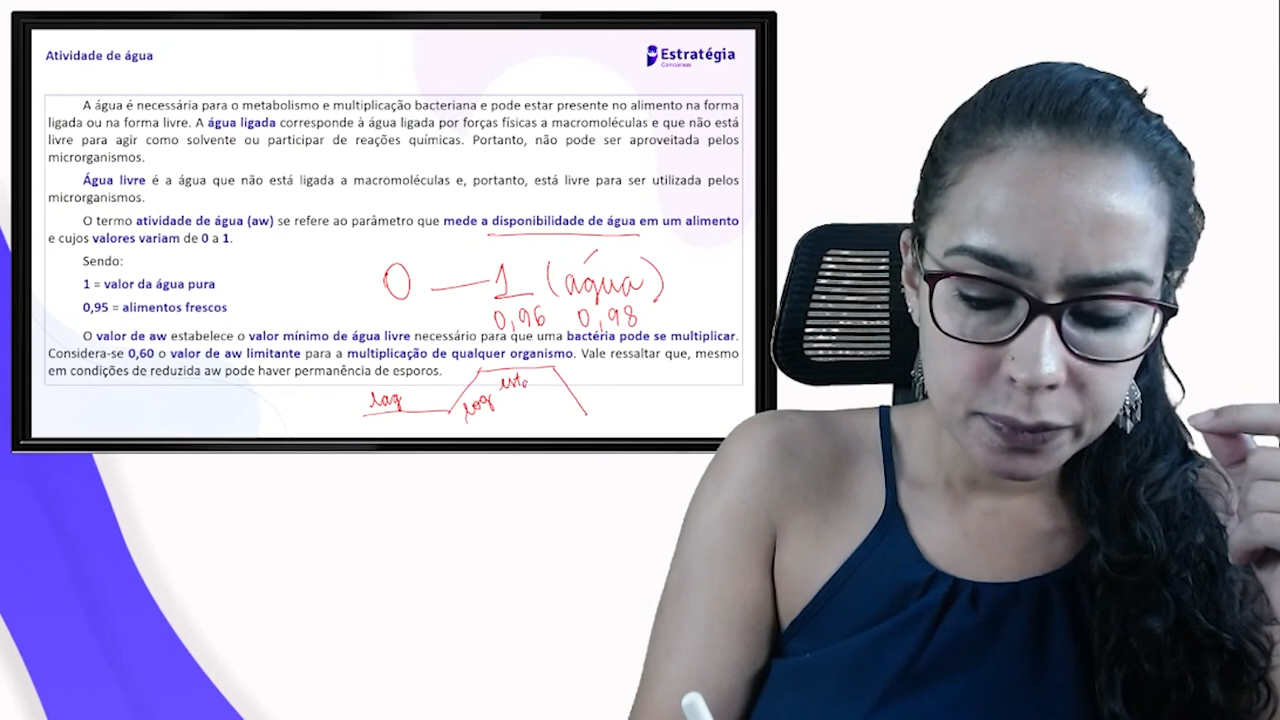 Atividade de água
Estratégia
Concursos
A água é necessária para o metabolismo e multiplicação bacteriana e pode estar presente no alimento na forma
ligada ou na forma livre. A água ligada corresponde à água ligada por forças físicas a macromoléculas e que não está
livre para agir como solvente ou participar de reações químicas. Portanto, não pode ser aproveitada pelos
microrganismos.
Água livre é a água que não está ligada a macromoléculas e, portanto, está livre para ser utilizada pelos
microrganismos.
O termo atividade de água (aw) se refere ao parâmetro que mede a disponibilidade de água em um alimento
e cujos valores variam de 0 a 1.
Sendo:
1 = valor da água pura
0,95 = alimentos frescos
0 — 1 (água)
0,96 0,98
O valor de aw estabelece o valor mínimo de água livre necessário para que uma bactéria pode se multiplicar.
Considera-se 0,60 o valor de aw limitante para a multiplicação de qualquer organismo. Vale ressaltar que, mesmo
em condições de reduzida aw pode haver permanência de esporos.
lag log